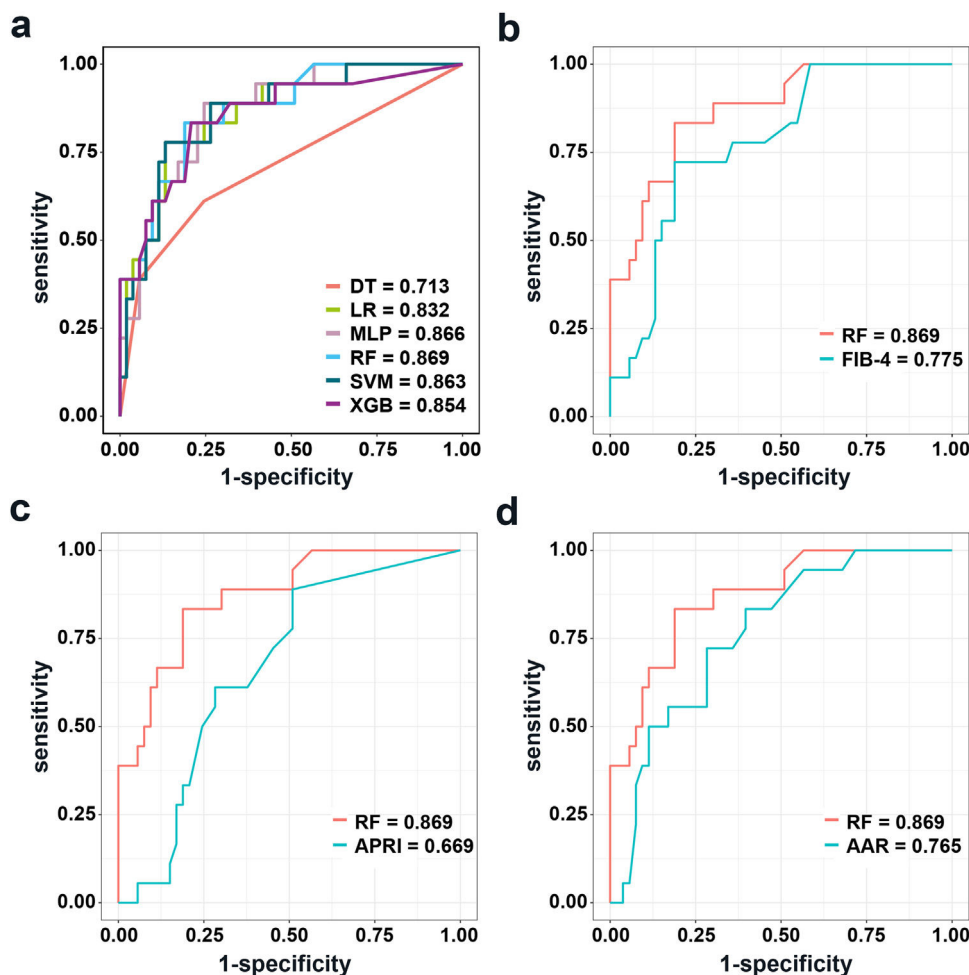 a
1.00
0.75
0.50
0.25
0.00
sensitivity
DT = 0.713
LR = 0.832
MLP = 0.866
RF = 0.869
SVM = 0.863
XGB = 0.854
0.00 0.25 0.50 0.75 1.00
1-specificity
b
1.00
0.75
0.50
0.25
0.00
sensitivity
RF = 0.869
FIB-4 = 0.775
0.00 0.25 0.50 0.75 1.00
1-specificity
c
1.00
0.75
0.50
0.25
0.00
sensitivity
RF = 0.869
APRI = 0.669
0.00 0.25 0.50 0.75 1.00
1-specificity
d
1.00
0.75
0.50
0.25
0.00
sensitivity
RF = 0.869
AAR = 0.765
0.00 0.25 0.50 0.75 1.00
1-specificity